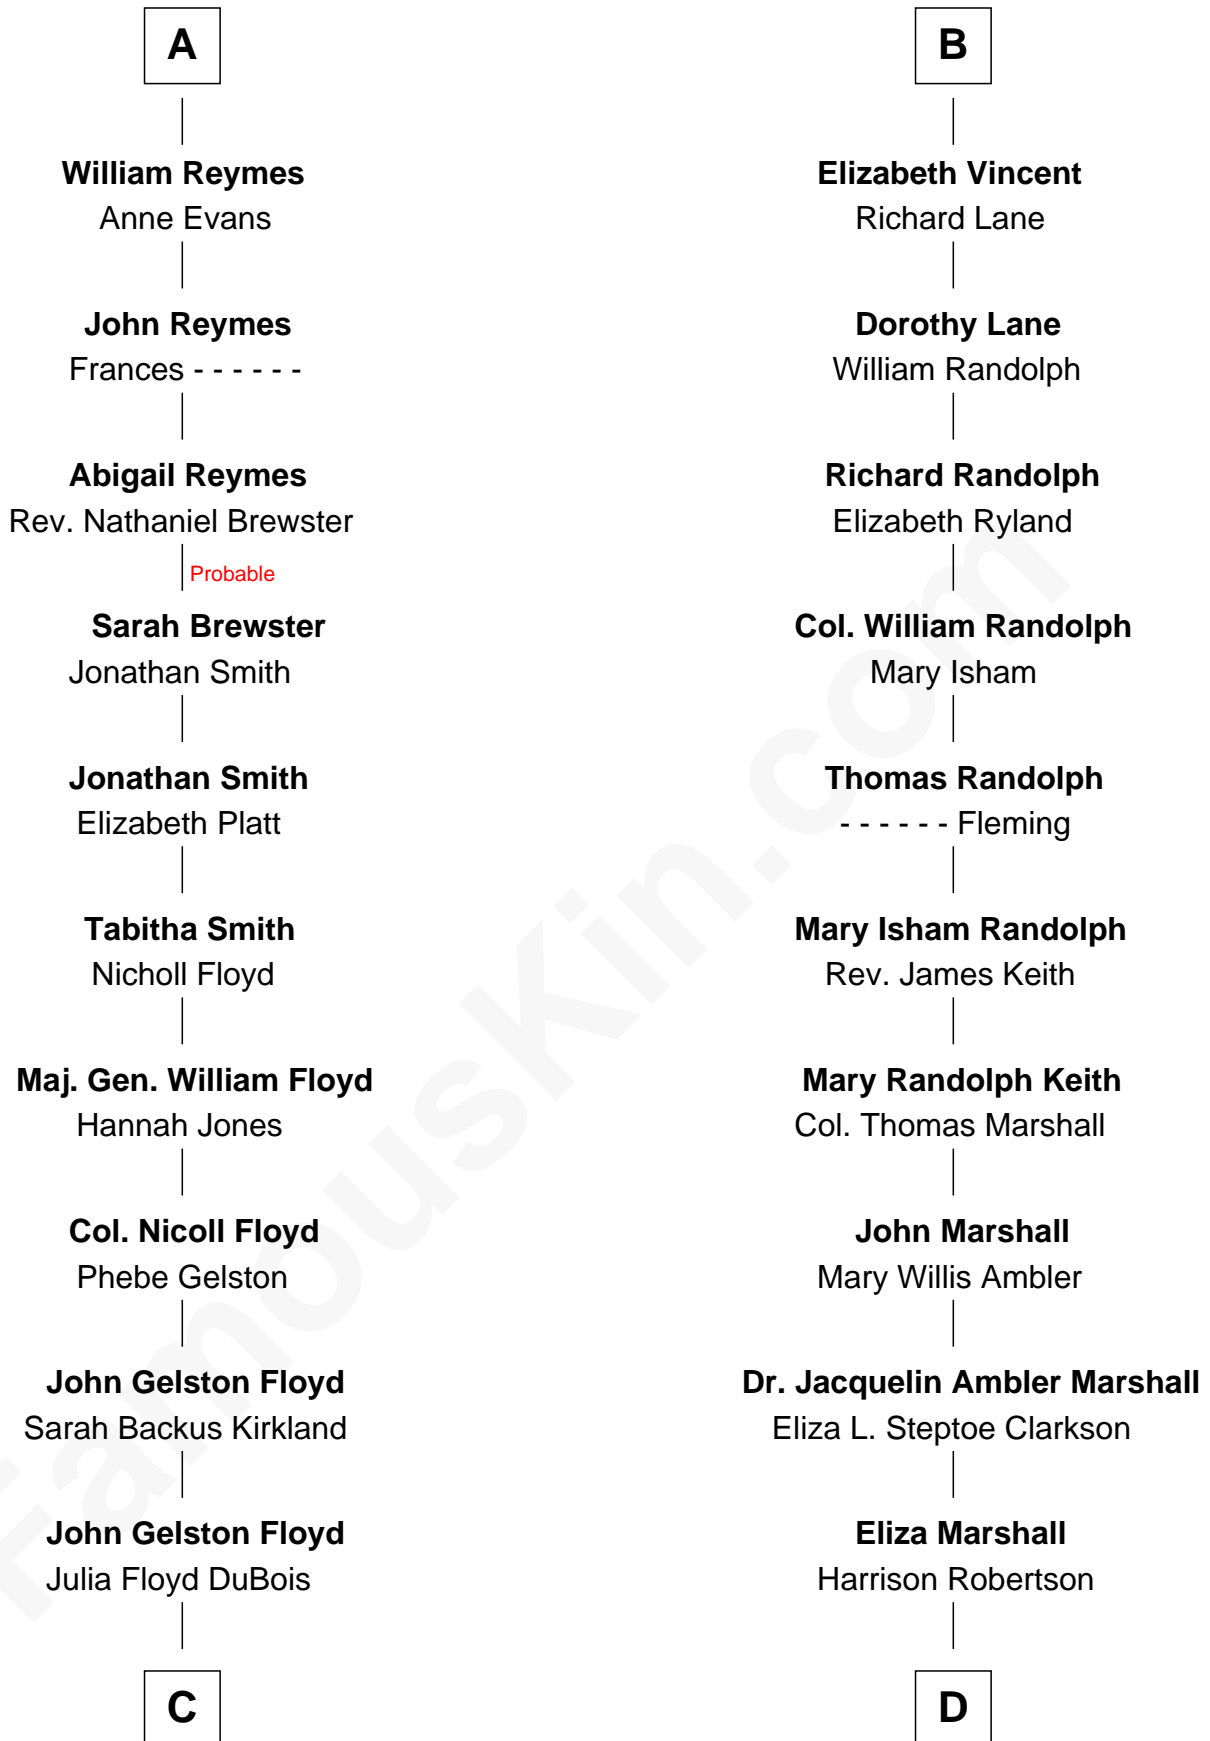 A
William Reymes
Anne Evans
John Reymes
Frances - - - - - -
Abigail Reymes
Rev. Nathaniel Brewster
Probable
Sarah Brewster
Jonathan Smith
Jonathan Smith
Elizabeth Platt
Tabitha Smith
Nicholl Floyd
Maj. Gen. William Floyd
Hannah Jones
Col. Nicoll Floyd
Phebe Gelston
John Gelston Floyd
Sarah Backus Kirkland
John Gelston Floyd
Julia Floyd DuBois
C
B
Elizabeth Vincent
Richard Lane
Dorothy Lane
William Randolph
Richard Randolph
Elizabeth Ryland
Col. William Randolph
Mary Isham
Thomas Randolph
- - - - - - Fleming
Mary Isham Randolph
Rev. James Keith
Mary Randolph Keith
Col. Thomas Marshall
John Marshall
Mary Willis Ambler
Dr. Jacquelin Ambler Marshall
Eliza L. Steptoe Clarkson
Eliza Marshall
Harrison Robertson
D
FamousKin.com